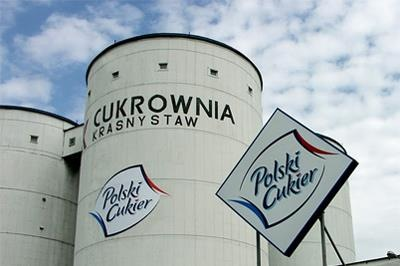 CUKROWNIA
KRASNYSTAW
Polski
Cukier
Polski
Cukier